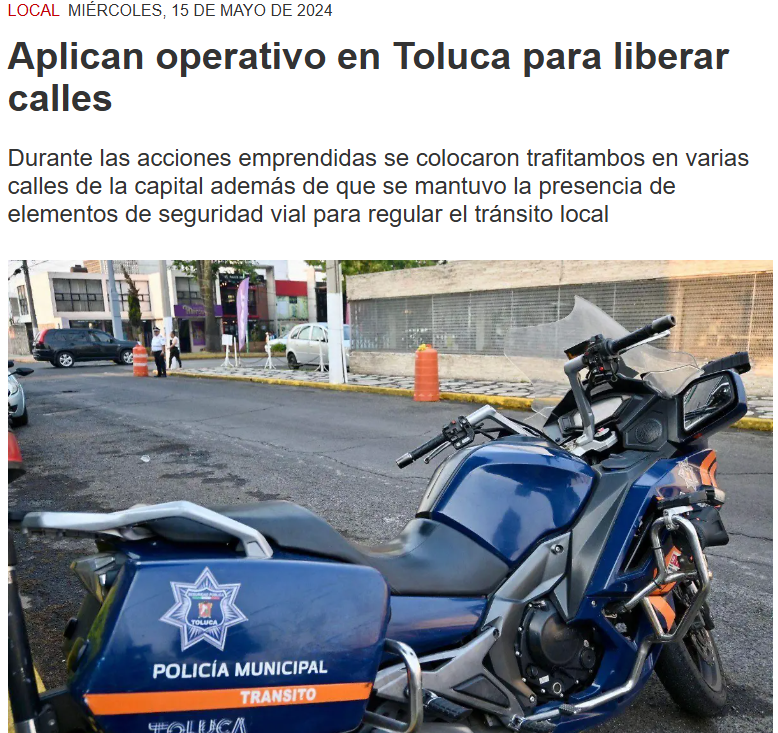 LOCAL MIÉRCOLES, 15 DE MAYO DE 2024
Aplican operativo en Toluca para liberar
calles
Durante las acciones emprendidas se colocaron trafitambos en varias
calles de la capital además de que se mantuvo la presencia de
elementos de seguridad vial para regular el tránsito local
TOLUCA
POLICÍA MUNICIPAL
TRANSITO
TOLUCA